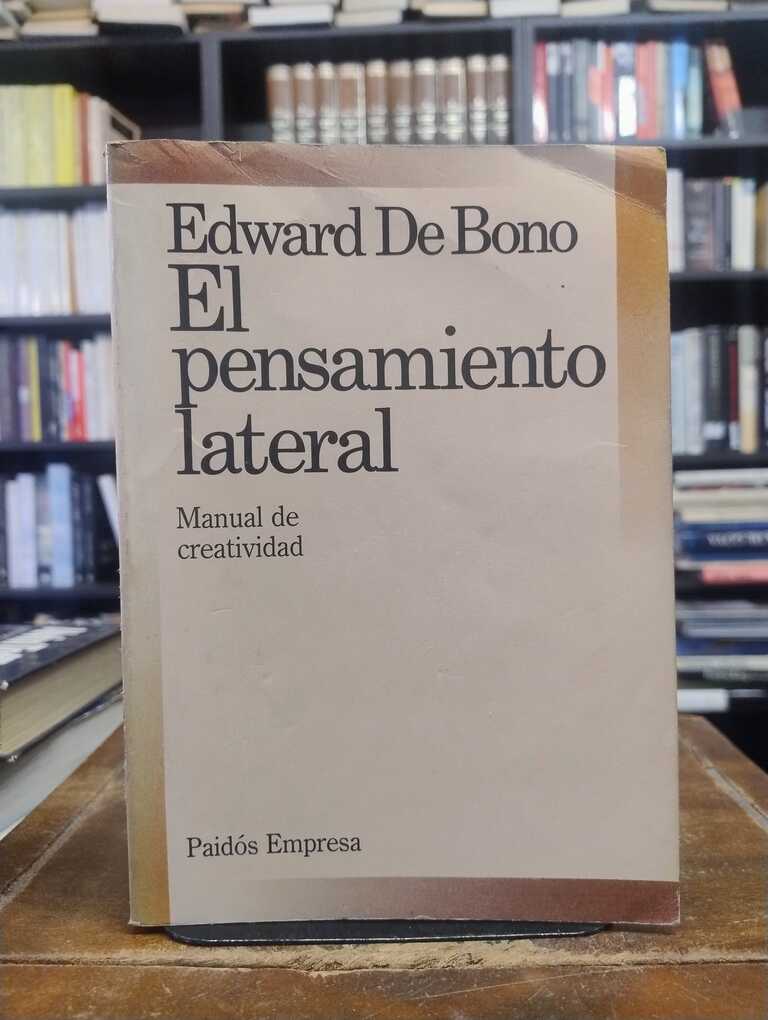 Edward De Bono
El
pensamiento
lateral
Manual de
creatividad
Paidós Empresa